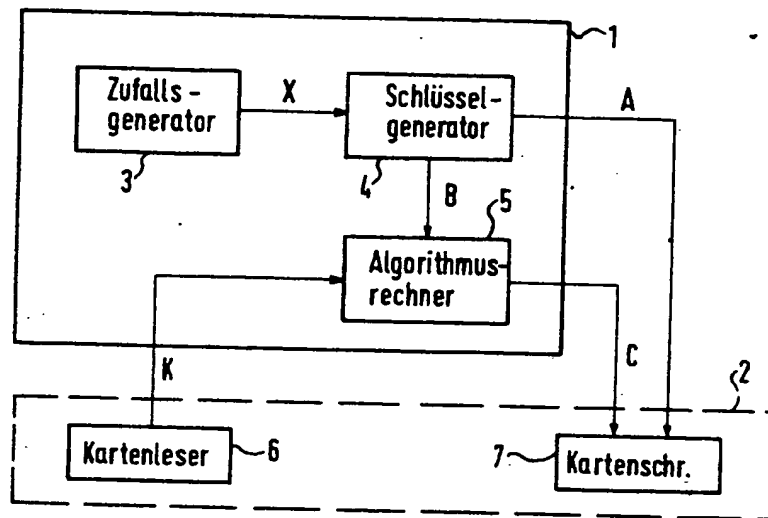 1
Zufalls-
generator
X
Schlüssel-
generator
A
3
4
B
5
Algorithmus-
rechner
K
C
2
Kartenleser
6
7
Kartenschr.